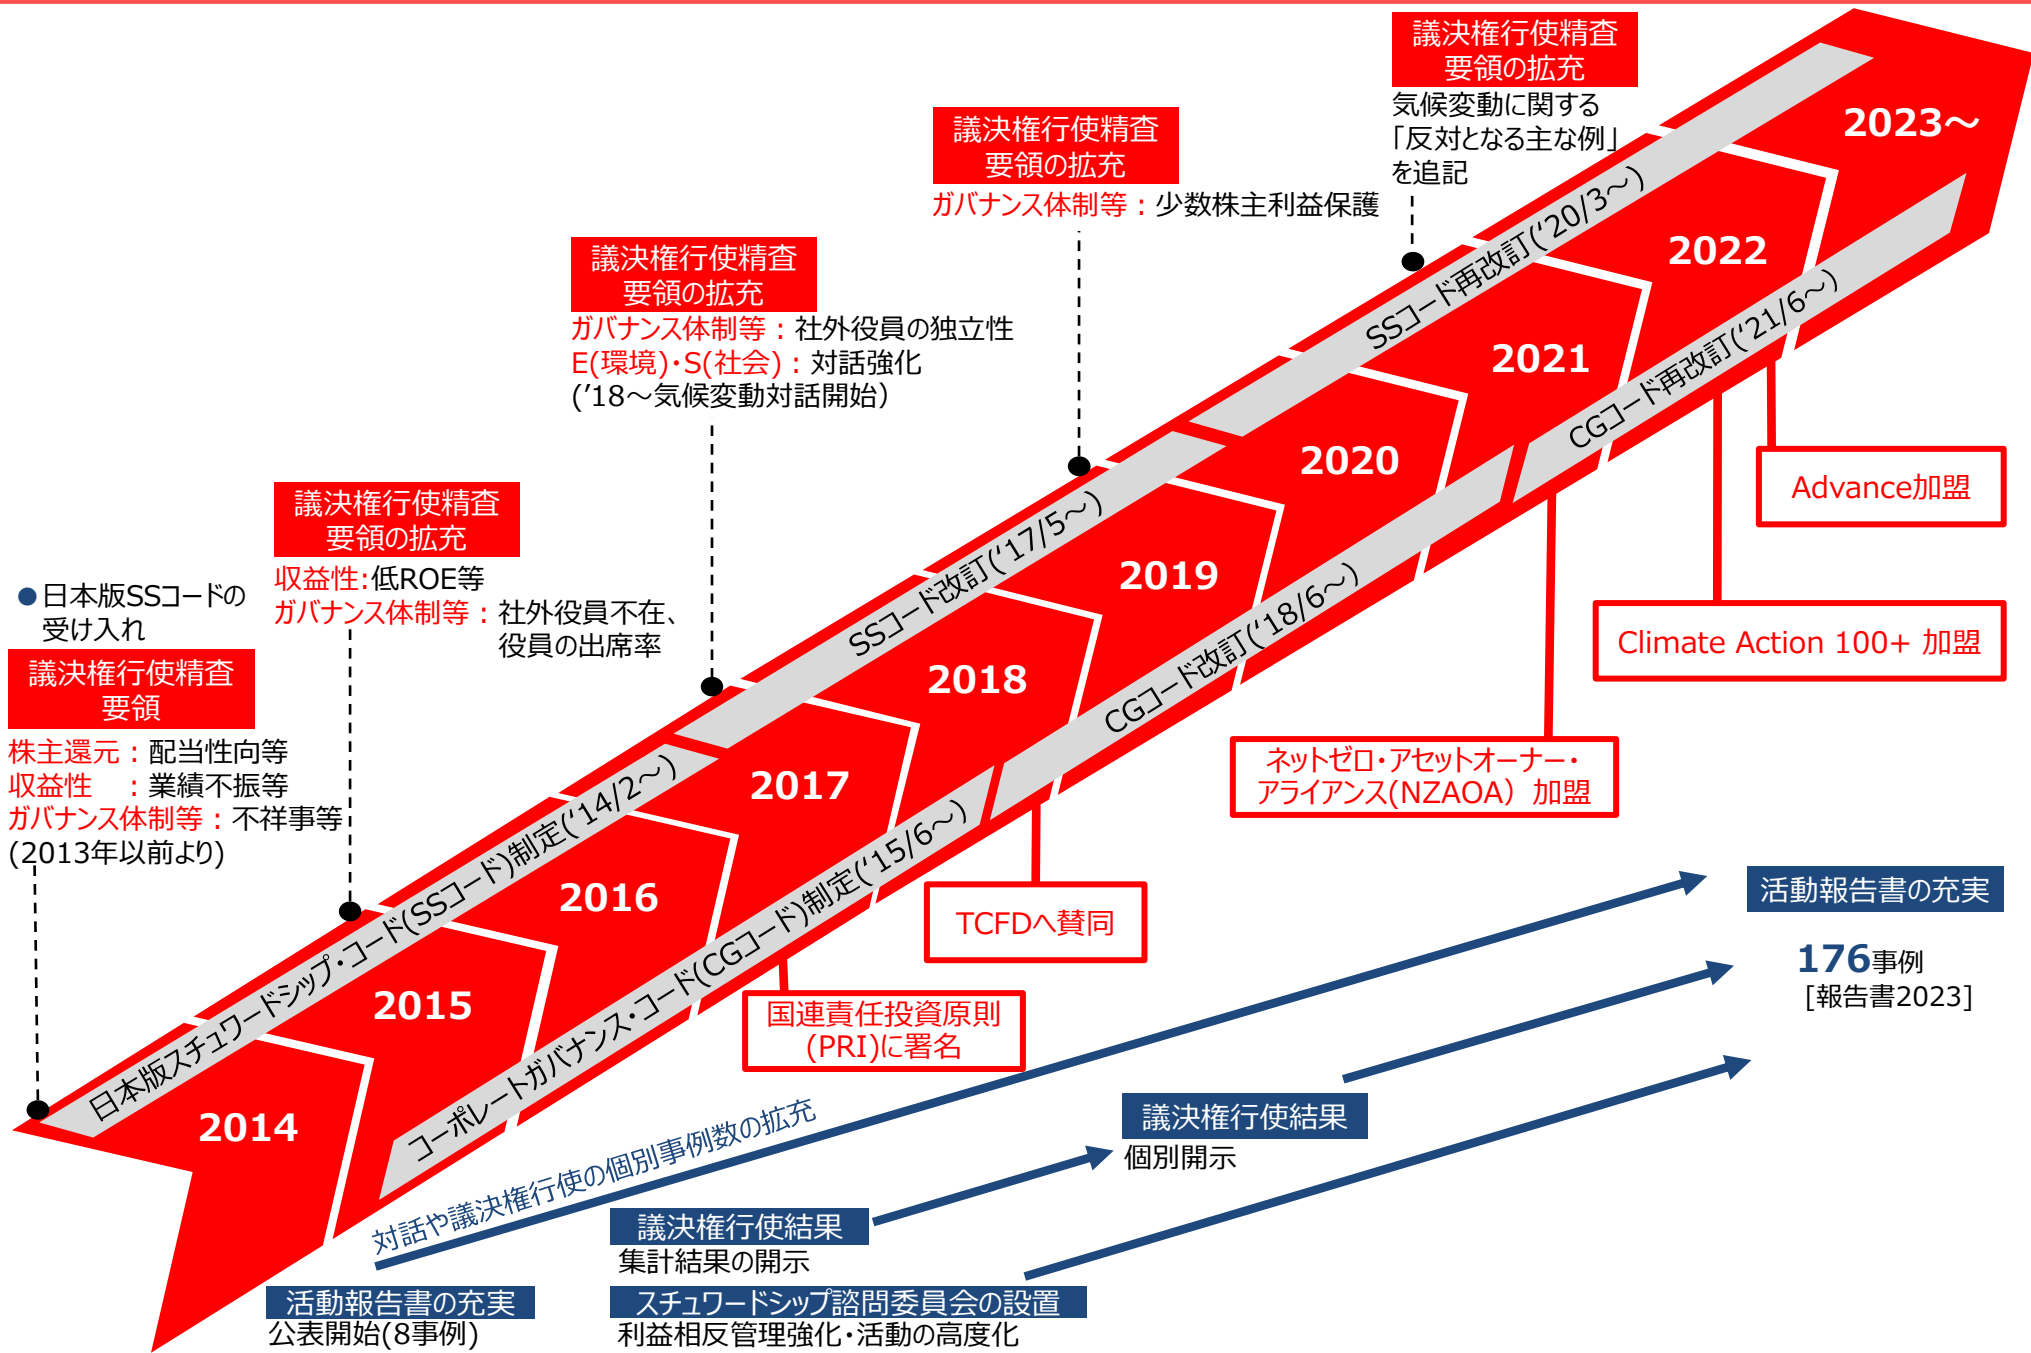 議決権行使精査
要領の拡充
気候変動に関する
「反対となる主な例」
を追記
議決権行使精査
要領の拡充
ガバナンス体制等：少数株主利益保護
議決権行使精査
要領の拡充
ガバナンス体制等：社外役員の独立性
E(環境)・S(社会)：対話強化
(’18～気候変動対話開始）
議決権行使精査
要領の拡充
収益性:低ROE等
ガバナンス体制等：社外役員不在、
役員の出席率
●日本版SSコードの
受け入れ
議決権行使精査
要領
株主還元：配当性向等
収益性　：業績不振等
ガバナンス体制等：不祥事等
(2013年以前より)
日本版スチュワードシップ・コード(SSコード)制定(‘14/2～)
SSコード改訂(‘17/5～)
SSコード再改訂(‘20/3～)
2014
2015
2016
2017
2018
2019
2020
2021
2022
2023～
コーポレートガバナンス・コード(CGコード)制定(‘15/6～)
CGコード改訂(‘18/6～)
CGコード再改訂(‘21/6～)
Advance加盟
Climate Action 100+ 加盟
ネットゼロ・アセットオーナー・
アライアンス(NZAOA）加盟
TCFDへ賛同
国連責任投資原則
(PRI)に署名
対話や議決権行使の個別事例数の拡充
活動報告書の充実
176事例
[報告書2023]
議決権行使結果
個別開示
議決権行使結果
集計結果の開示
活動報告書の充実
公表開始(8事例)
スチュワードシップ諮問委員会の設置
利益相反管理強化・活動の高度化